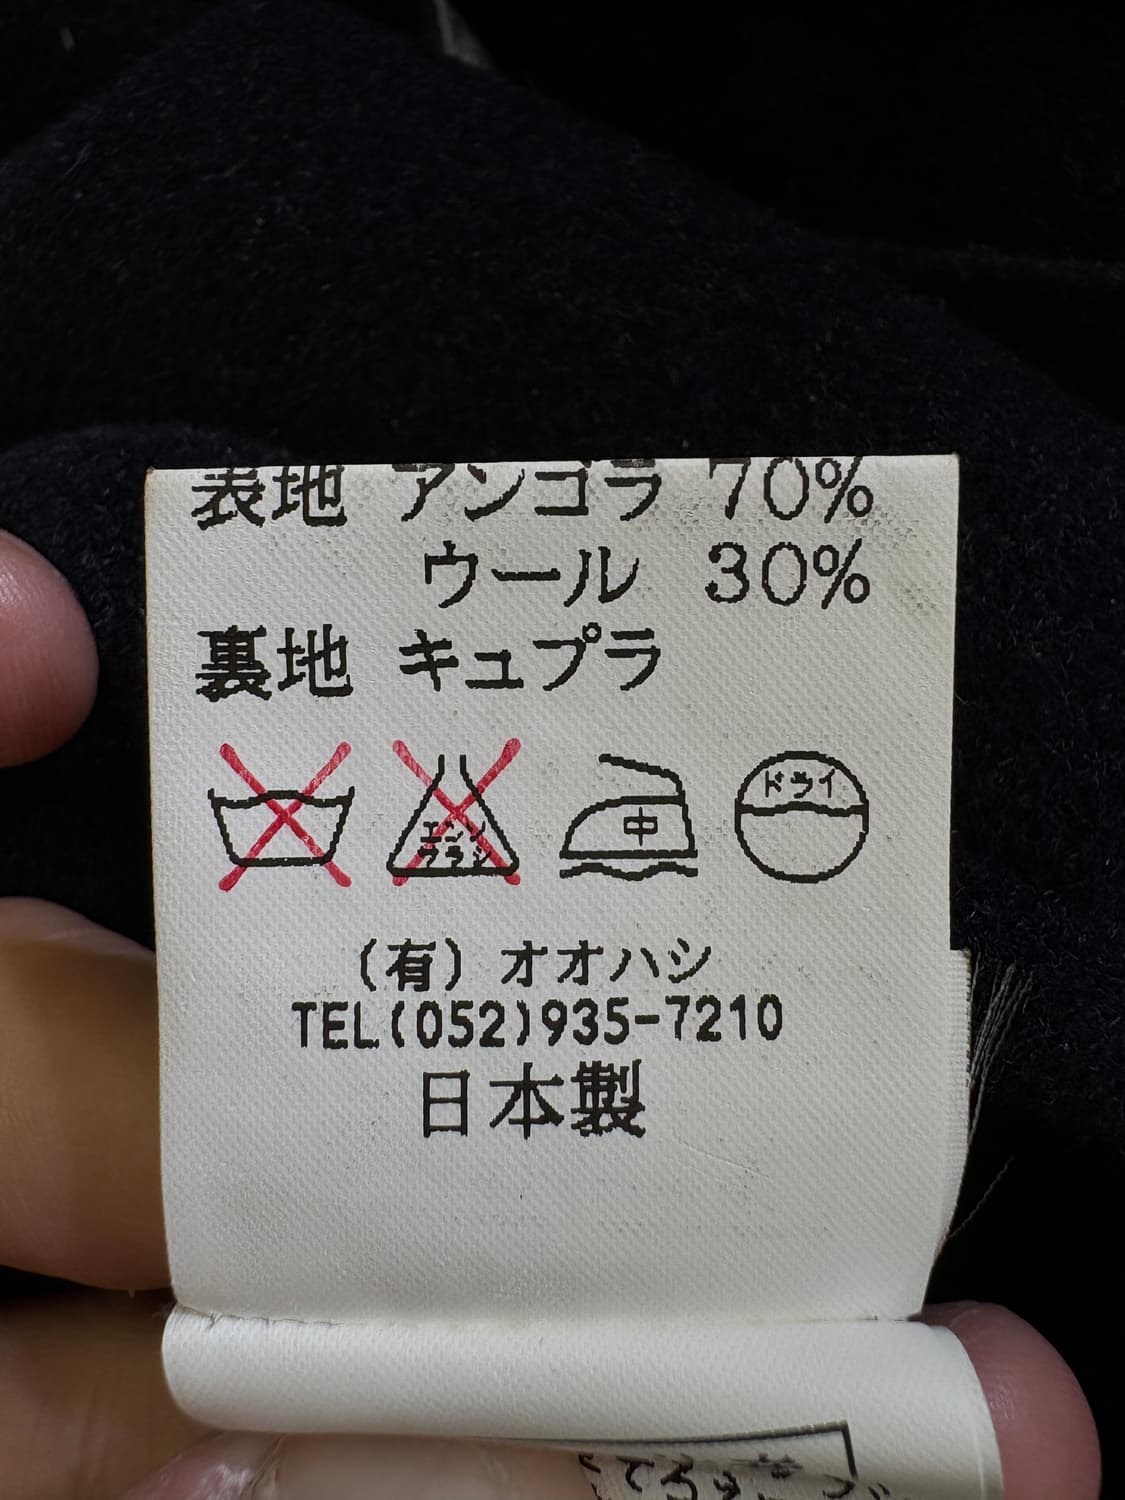 表地 アンゴラ 70%
ウール 30%
裏地 キュプラ
エンソ
サラシ
中
ドライ
(有) オオハシ
TEL(052)935-7210
日本製